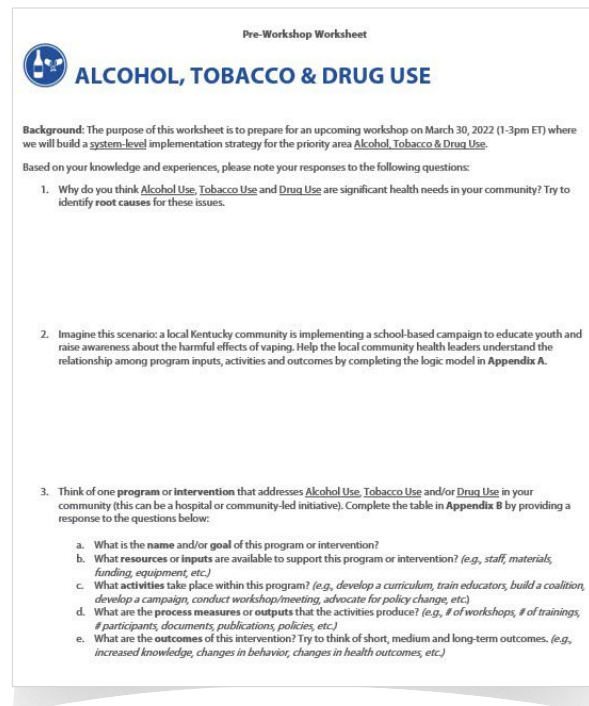 Pre-Workshop Worksheet
ALCOHOL, TOBACCO & DRUG USE
Background: The purpose of this worksheet is to prepare for an upcoming workshop on March 30, 2022 (1-3pm ET) where
we will build a system-level implementation strategy for the priority area Alcohol, Tobacco & Drug Use.
Based on your knowledge and experiences, please note your responses to the following questions:
1. Why do you think Alcohol Use, Tobacco Use and Drug Use are significant health needs in your community? Try to
identify root causes for these issues.
2. Imagine this scenario: a local Kentucky community is implementing a school-based campaign to educate youth and
raise awareness about the harmful effects of vaping. Help the local community health leaders understand the
relationship among program inputs, activities and outcomes by completing the logic model in Appendix A.
3. Think of one program or intervention that addresses Alcohol Use, Tobacco Use and/or Drug Use in your
community (this can be a hospital or community-led initiative). Complete the table in Appendix B by providing a
response to the questions below:
a. What is the name and/or goal of this program or intervention?
b. What resources or inputs are available to support this program or intervention? (e.g., staff, materials,
funding, equipment, etc.)
c. What activities take place within this program? (e.g., develop a curriculum, train educators, build a coalition,
develop a campaign, conduct workshop/meeting, advocate for policy change, etc.)
d. What are the process measures or outputs that the activities produce? (e.g., # of workshops, # of trainings,
# participants, documents, publications, policies, etc.)
e. What are the outcomes of this intervention? Try to think of short, medium and long-term outcomes. (e.g.,
increased knowledge, changes in behavior, changes in health outcomes, etc.)